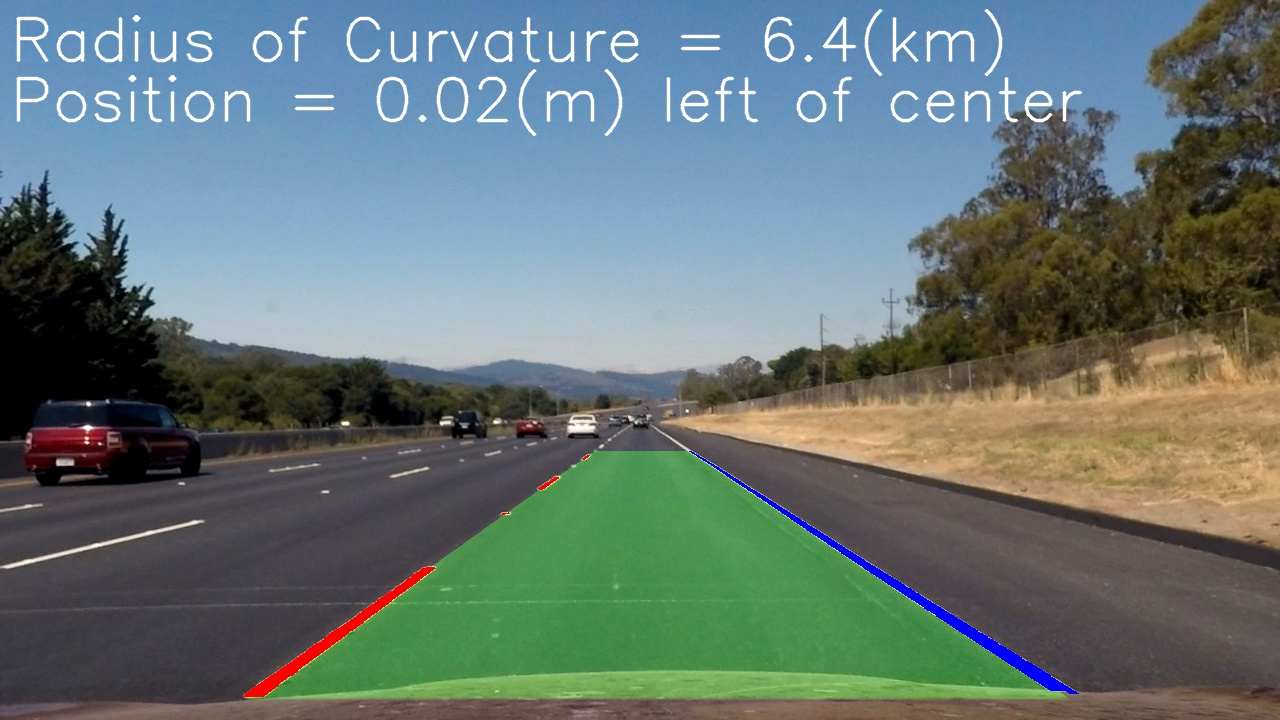 Radius of Curvature = 6.4(km)
Position = 0.02(m) left of center